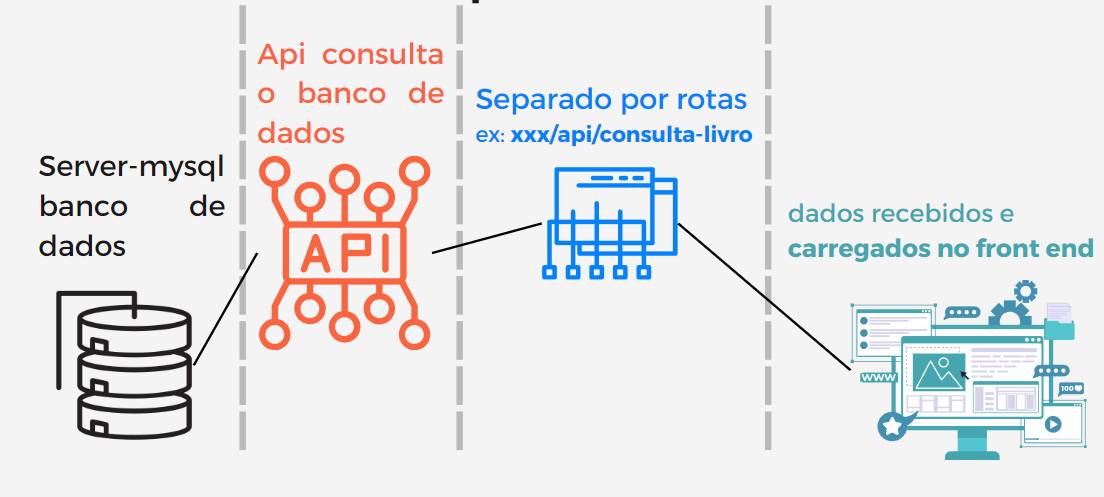 Server-mysql
banco de
dados
Api consulta
o banco de
dados
API
Separado por rotas
ex: xxx/api/consulta-livro
dados recebidos e
carregados no front end
www
100